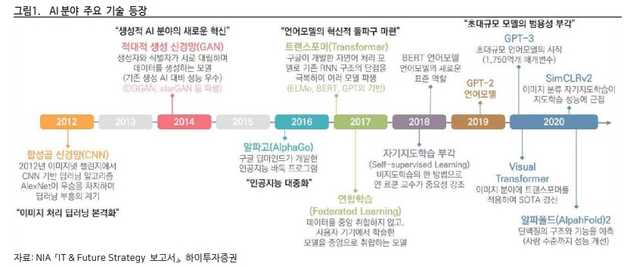 그림1. AI 분야 주요 기술 등장
"생성적 AI 분야의 새로운 혁신"
적대적 생성 신경망(GAN)
생성자와 식별자가 서로 대립하며
데이터를 생성하는 모델
(기존 생성 AI 대비 성능 우수)
"언어모델의 혁신적 돌파구 마련"
트랜스포머(Transformer)
구글이 개발한 자연어 처리 모
델로 기존 RNN 구조의 단점을
극복하여 여러 모델 파생
(ELMo, BERT, GPT의 기반)
BERT 언어모델
언어모델의 새로운
표준 역할
GPT-2
언어모델
"초대규모 모델의 범용성 부각"
GPT-3
초대규모 언어모델의 시작
(1,750억개 매개변수)
SimCLRv2
이미지 분류 자기지도학습이
지도학습 성능에 근접
2012
2013
2014
2015
2016
2017
2018
2019
2020
합성곱 신경망(CNN)
2012년 이미지넷 챌린지에서
CNN 기반 딥러닝 알고리즘
AlexNet이 우승을 차지하며
딥러닝 부흥의 계기
"이미지 처리 딥러닝 본격화"
알파고(AlphaGo)
구글 딥마인드가 개발한
인공지능 바둑 프로그램
"인공지능 대중화"
연합학습
(Federated Learning)
데이터를 중앙 취합하지 않고,
사용자 기기에서 학습한
모델을 중앙으로 취합하는 모델
자기지도학습 부각
(Self-supervised Learning)
비지도학습의 한 방법으로
얀 르쿤 교수가 중요성 강조
Visual
Transformer
이미지 분야에 트랜스포머를
적용하여 SOTA 갱신
알파폴드(AlpahFold)2
단백질의 구조와 기능을 예측
(사람 수준까지 성능 개선)
자료: NIA 「IT & Future Strategy 보고서」, 하이투자증권